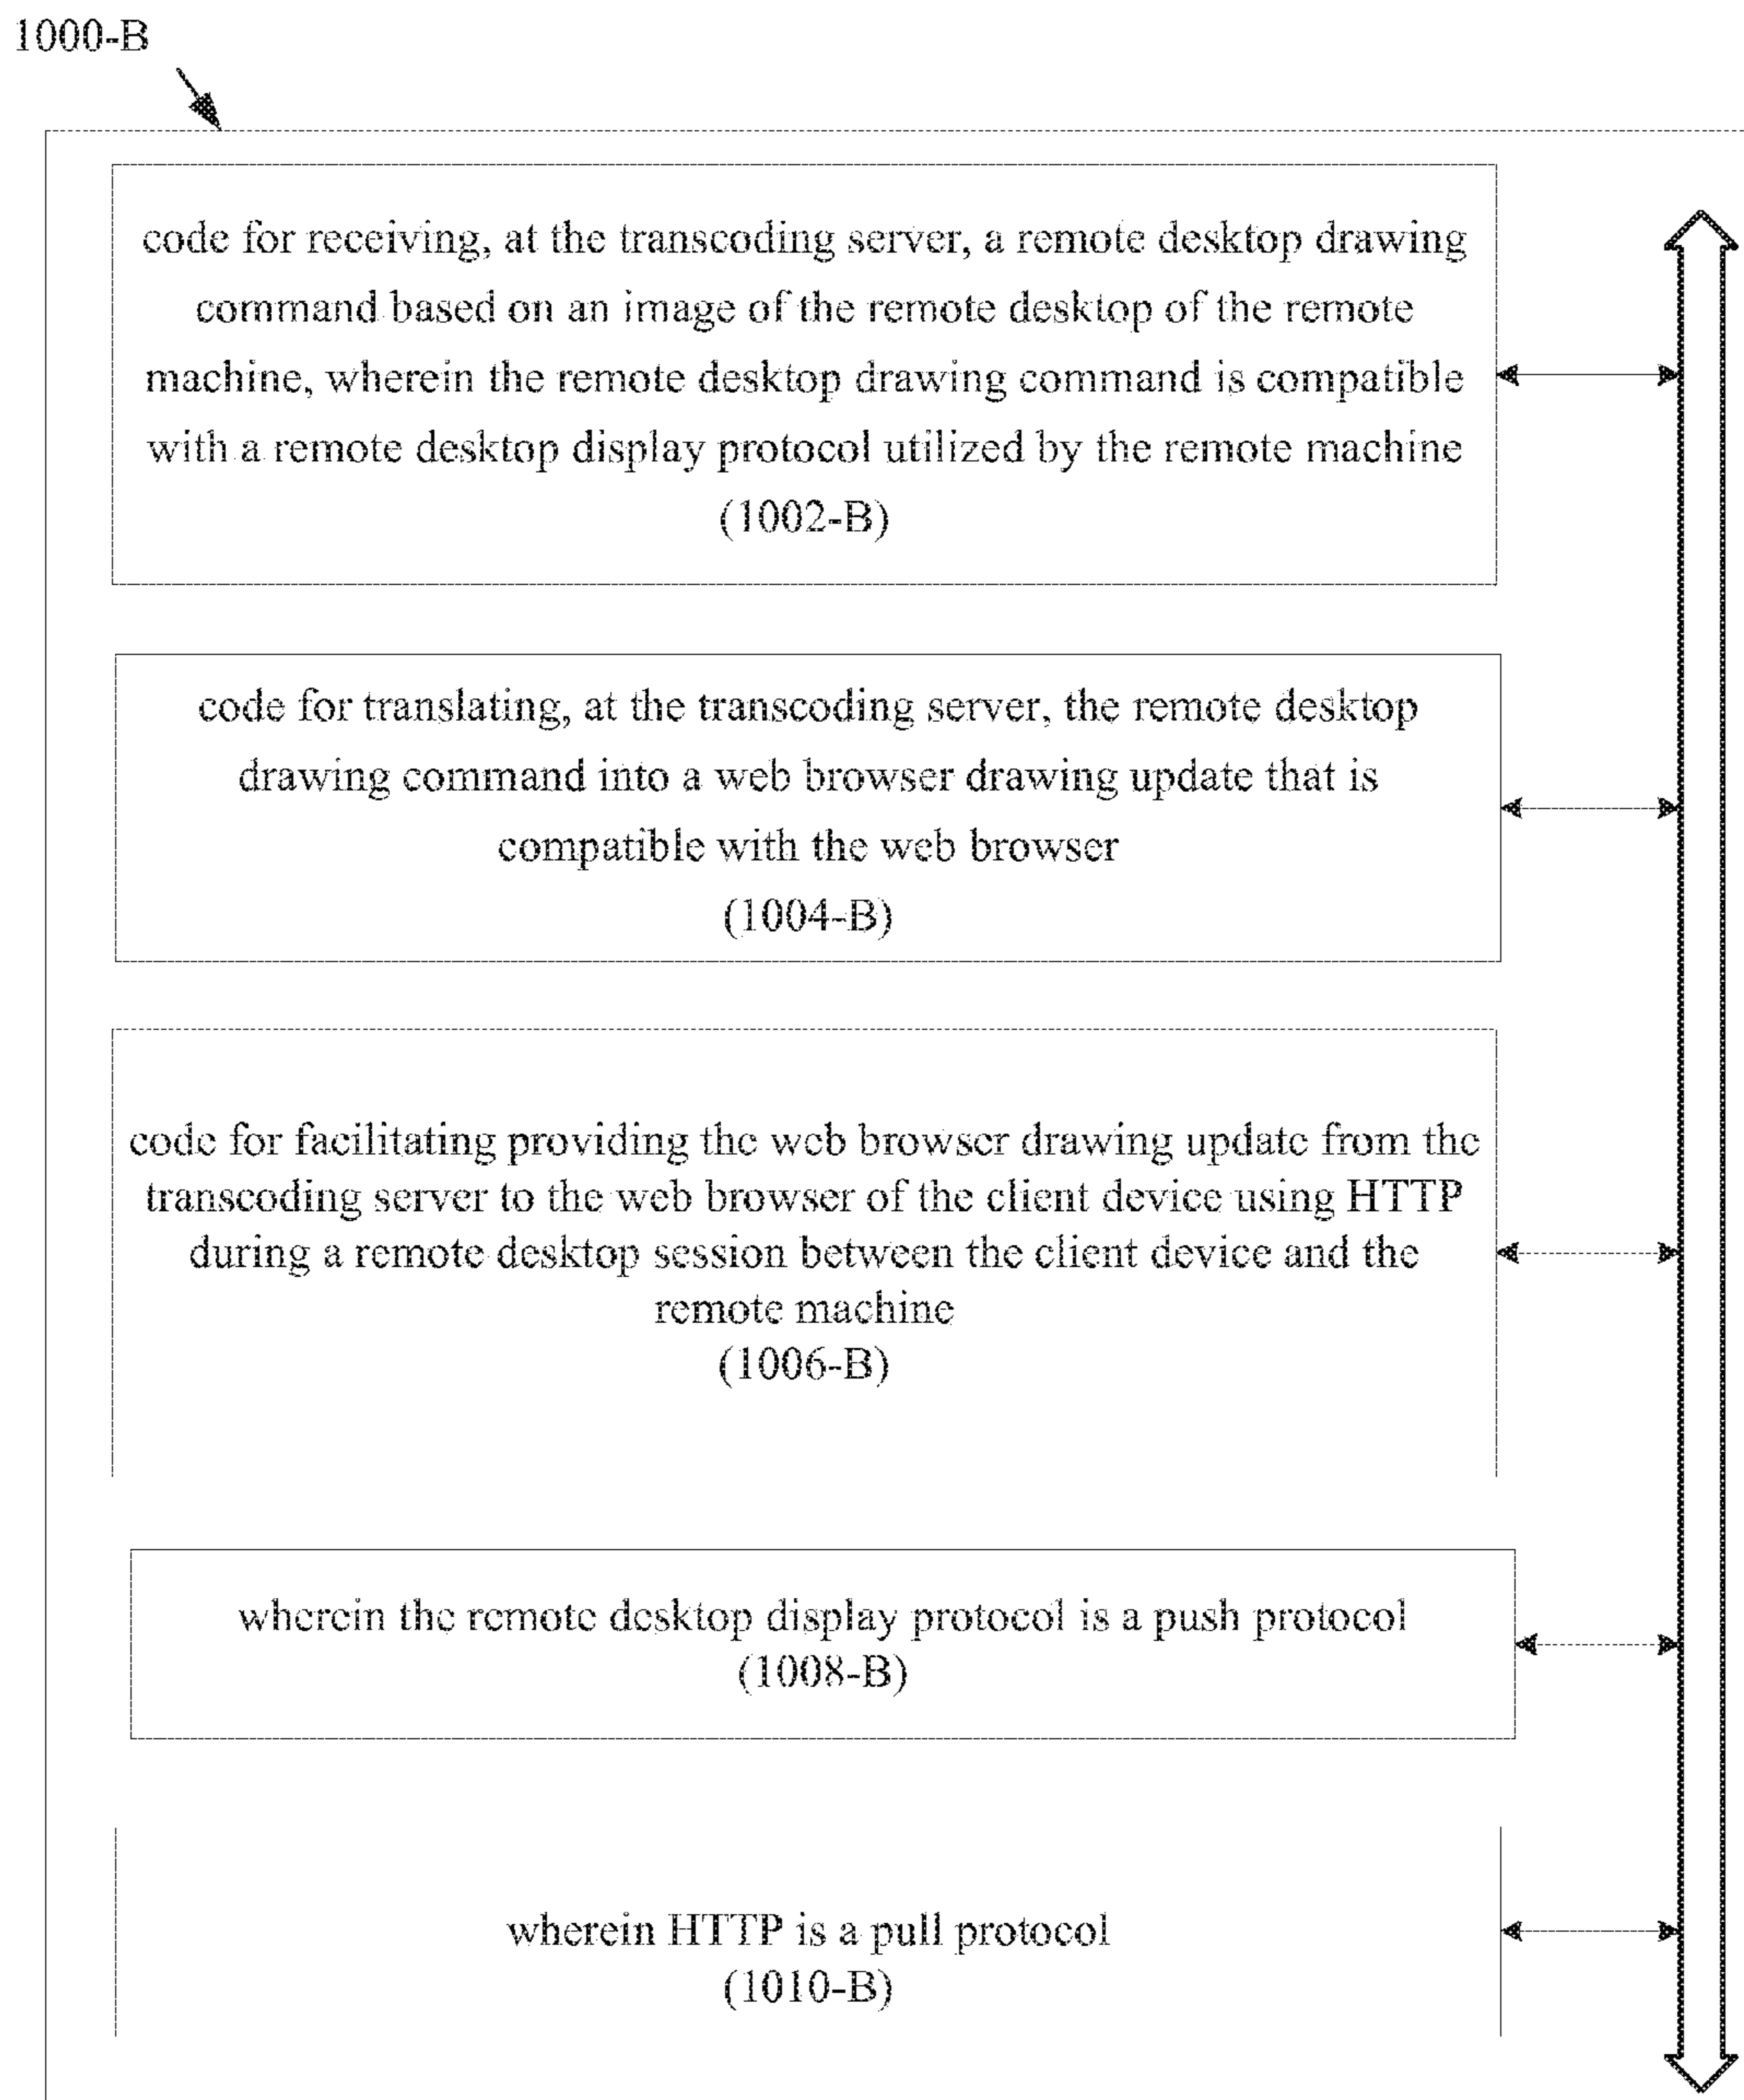 1000-B
code for receiving, at the transcoding server, a remote desktop drawing
command based on an image of the remote desktop of the remote
machine, wherein the remote desktop drawing command is compatible
with a remote desktop display protocol utilized by the remote machine
(1002-B)
code for translating, at the transcoding server, the remote desktop
drawing command into a web browser drawing update that is
compatible with the web browser
(1004-B)
code for facilitating providing the web browser drawing update from the
transcoding server to the web browser of the client device using HTTP
during a remote desktop session between the client device and the
remote machine
(1006-B)
wherein the remote desktop display protocol is a push protocol
(1008-B)
wherein HTTP is a pull protocol
(1010-B)